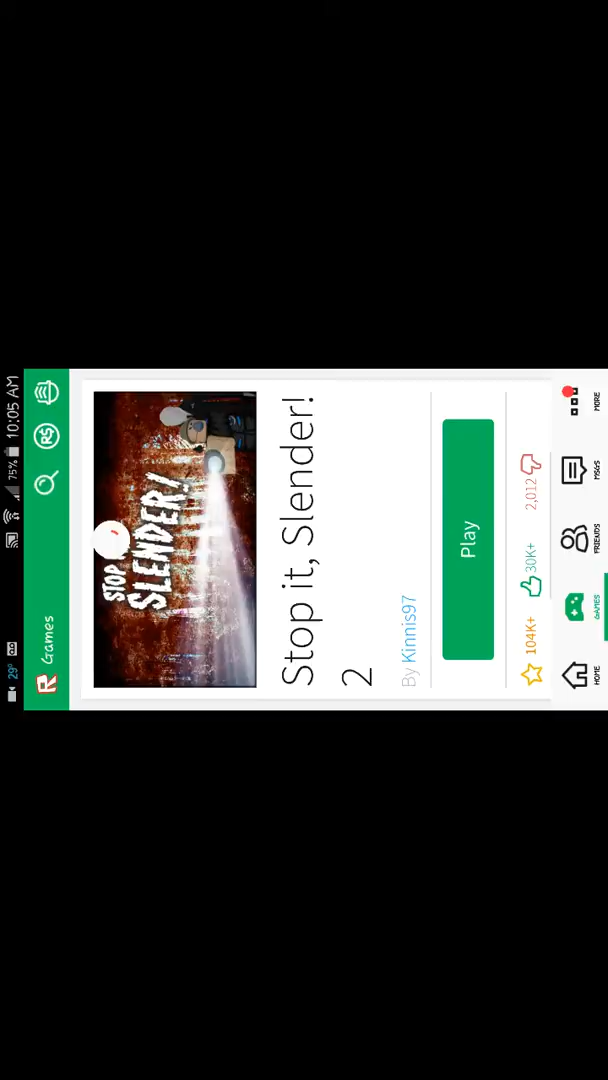 29° 75% 10:05 AM
R Games R$
STOP
SLENDER!
Stop it, Slender!
2
By Kinnis97
Play
104K+ 30K+ 2,012
HOME GAMES FRIENDS MSGS MORE